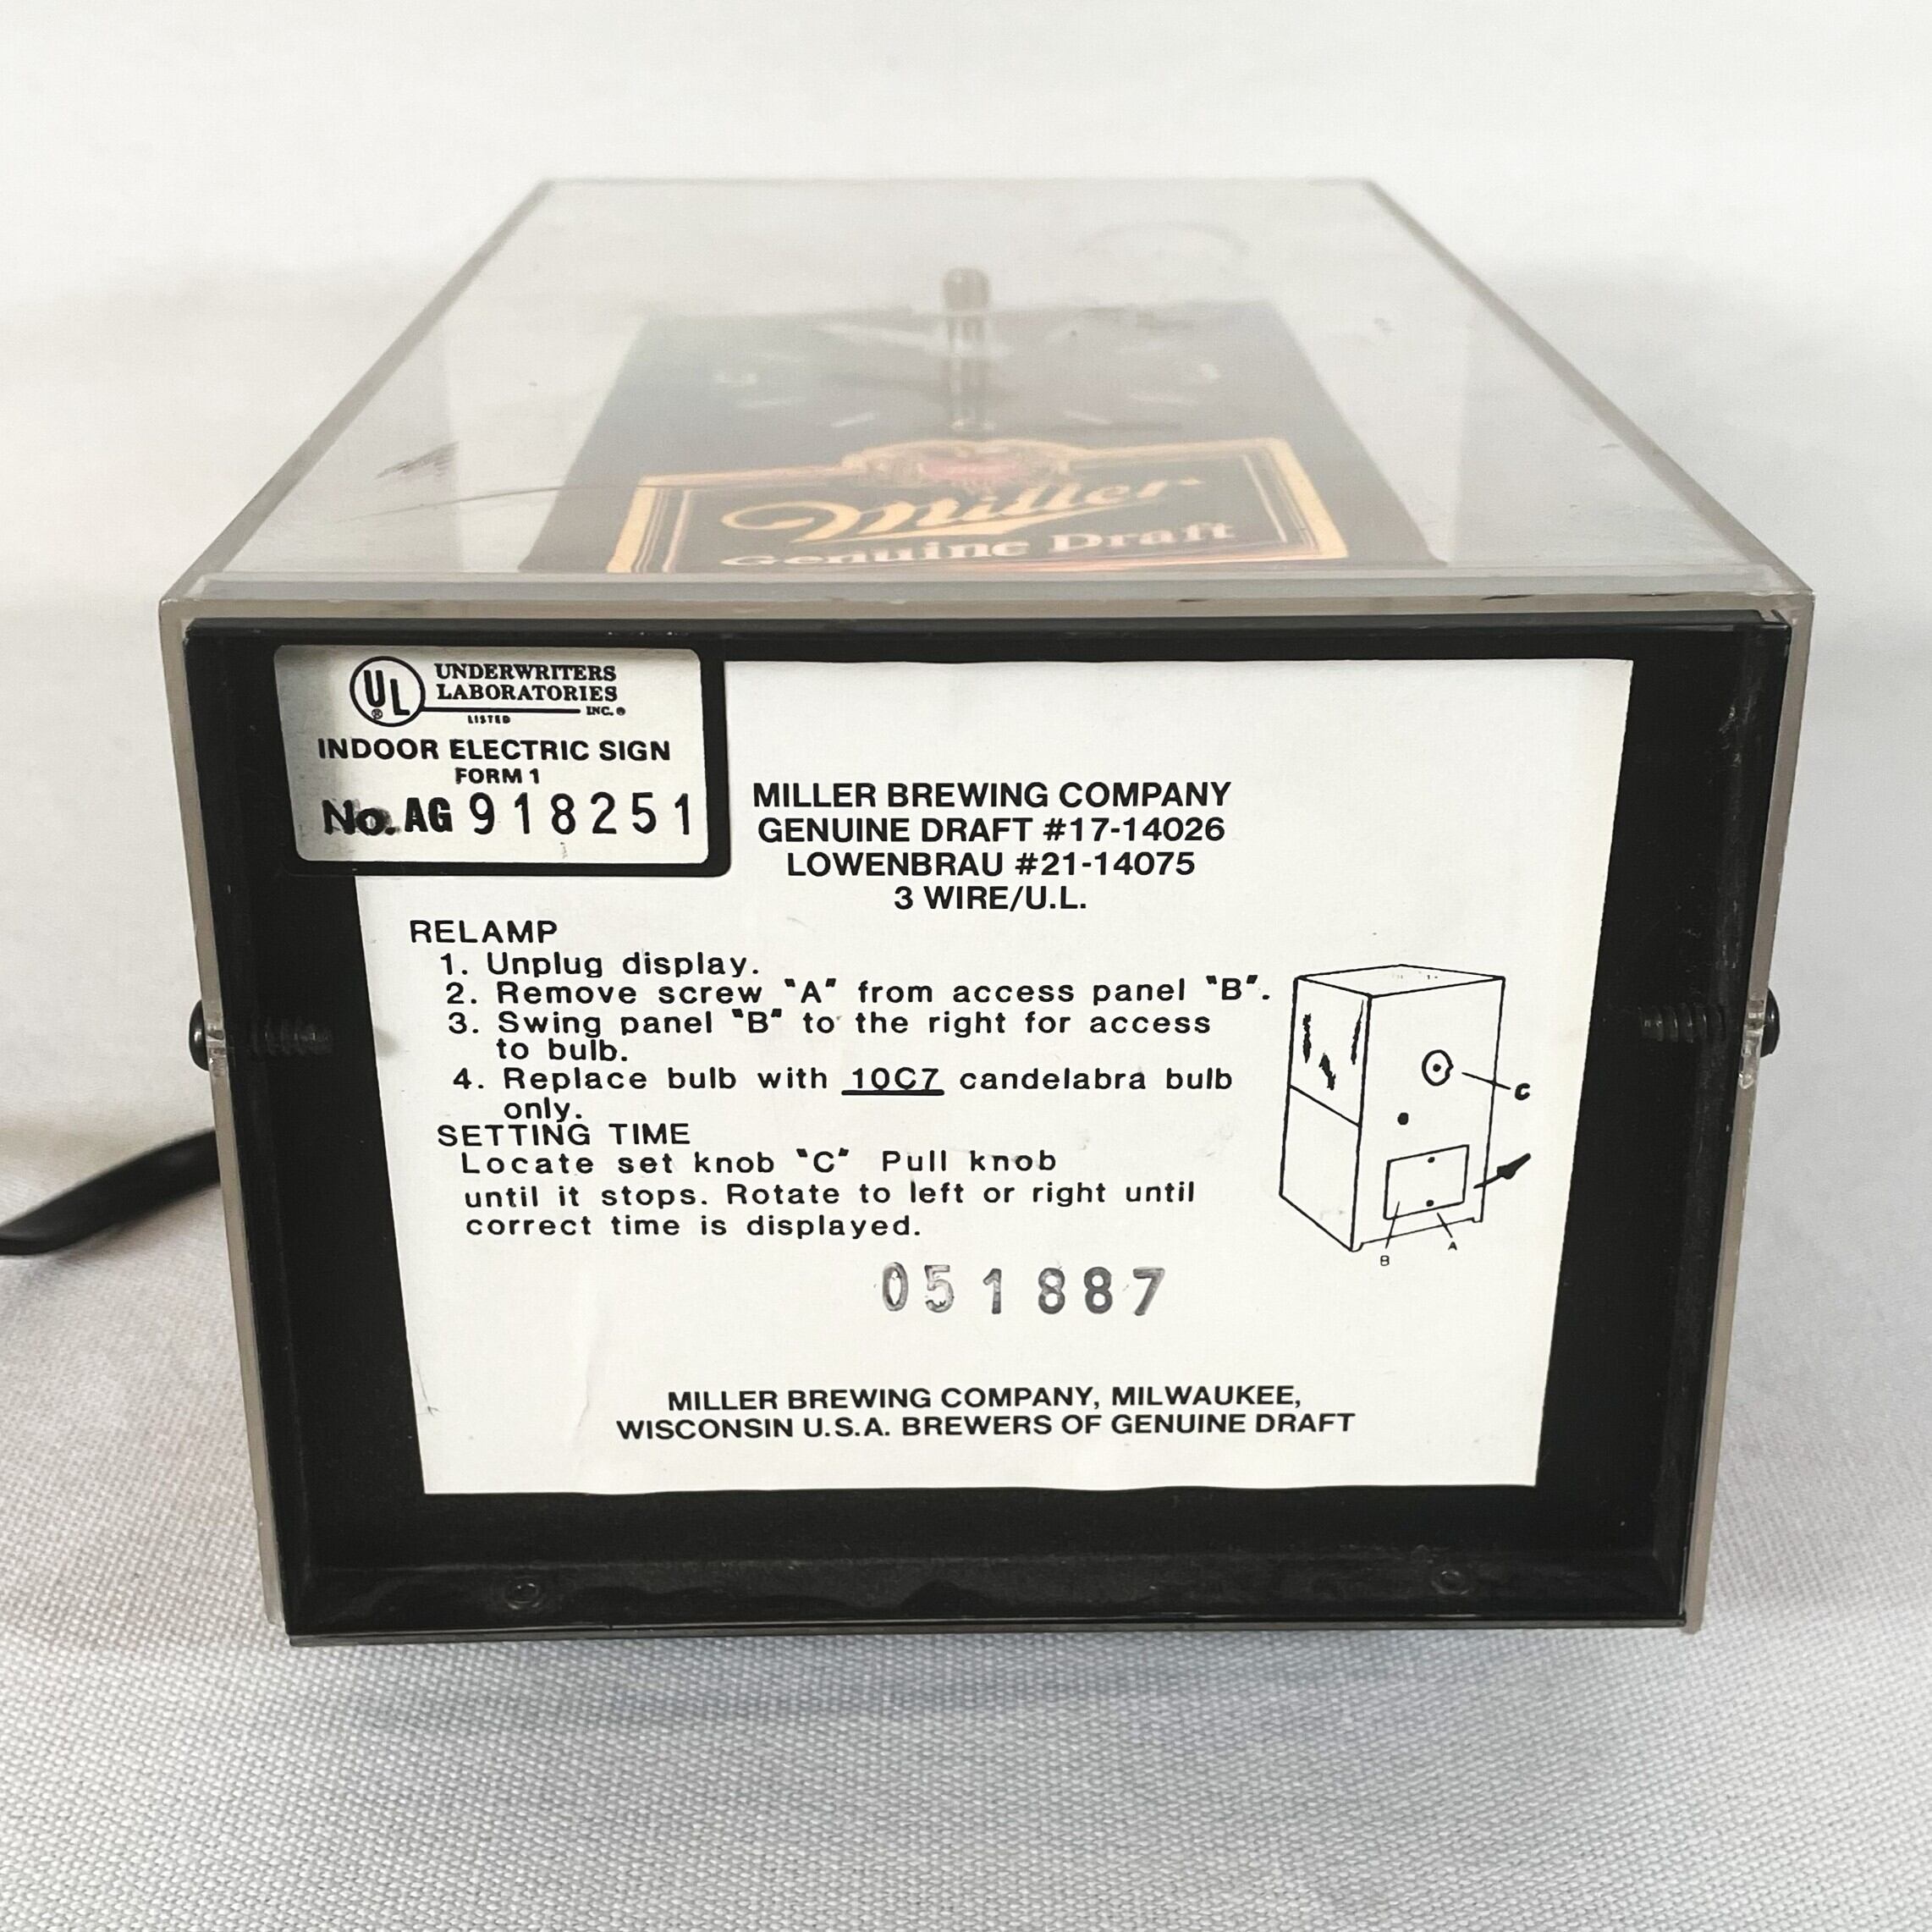 Miller
Genuine Draft
UL
®
UNDERWRITERS
LABORATORIES
INC.®
LISTED
INDOOR ELECTRIC SIGN
FORM 1
No. AG 918251
MILLER BREWING COMPANY
GENUINE DRAFT #17-14026
LOWENBRAU #21-14075
3 WIRE/U.L.
RELAMP
1. Unplug display.
2. Remove screw "A" from access panel "B".
3. Swing panel "B" to the right for access
to bulb.
4. Replace bulb with 10C7 candelabra bulb
only.
SETTING TIME
Locate set knob "C" Pull knob
until it stops. Rotate to left or right until
correct time is displayed.
C
B
A
051887
MILLER BREWING COMPANY, MILWAUKEE,
WISCONSIN U.S.A. BREWERS OF GENUINE DRAFT